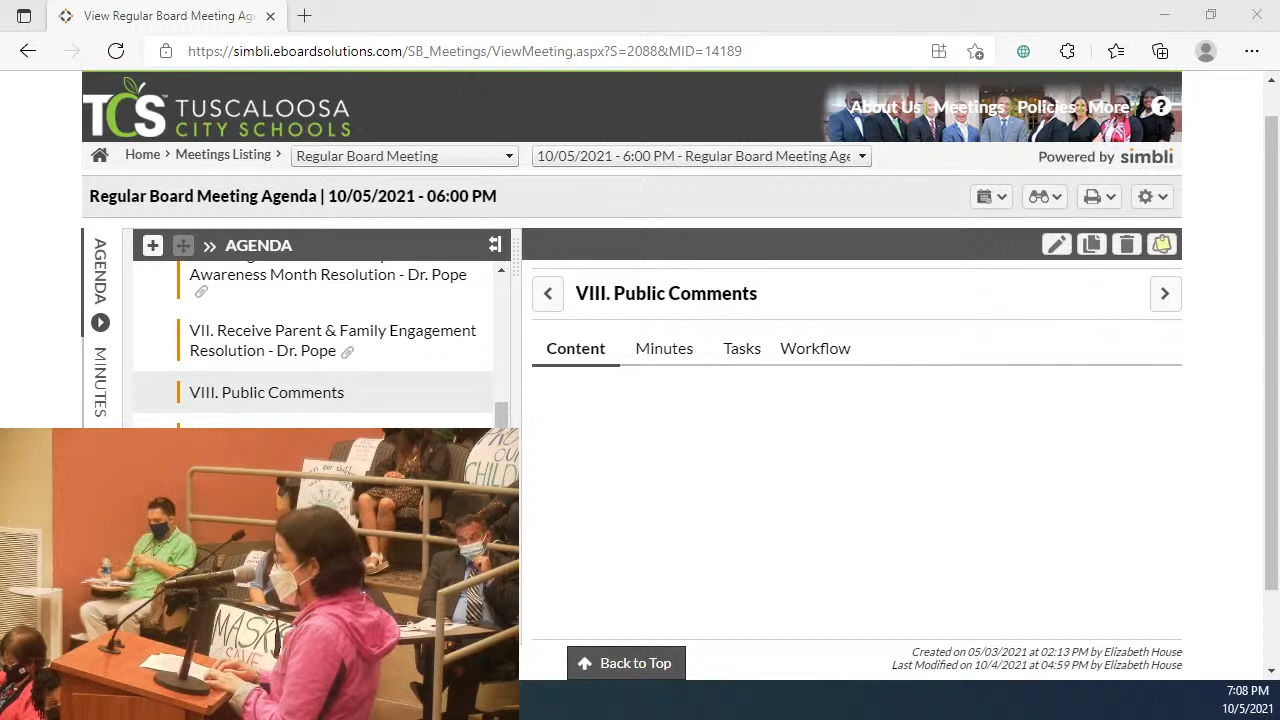 View Regular Board Meeting Ag
https://simbli.eboardsolutions.com/SB_Meetings/ViewMeeting.aspx?S=2088&MID=14189
TCS TUSCALOOSA
CITY SCHOOLS
About Us Meetings Policies More
Home Meetings Listing Regular Board Meeting 10/05/2021 - 6:00 PM - Regular Board Meeting Age
Powered by simbli
Regular Board Meeting Agenda | 10/05/2021 - 06:00 PM
AGENDA
MINUTES
AGENDA
Awareness Month Resolution - Dr. Pope
VII. Receive Parent & Family Engagement
Resolution - Dr. Pope
VIII. Public Comments
VIII. Public Comments
Content Minutes Tasks Workflow
OUR
CHILD
MASKS
SAVE
Back to Top
Created on 05/03/2021 at 02:13 PM by Elizabeth House
Last Modified on 10/4/2021 at 04:59 PM by Elizabeth House
7:08 PM
10/5/2021